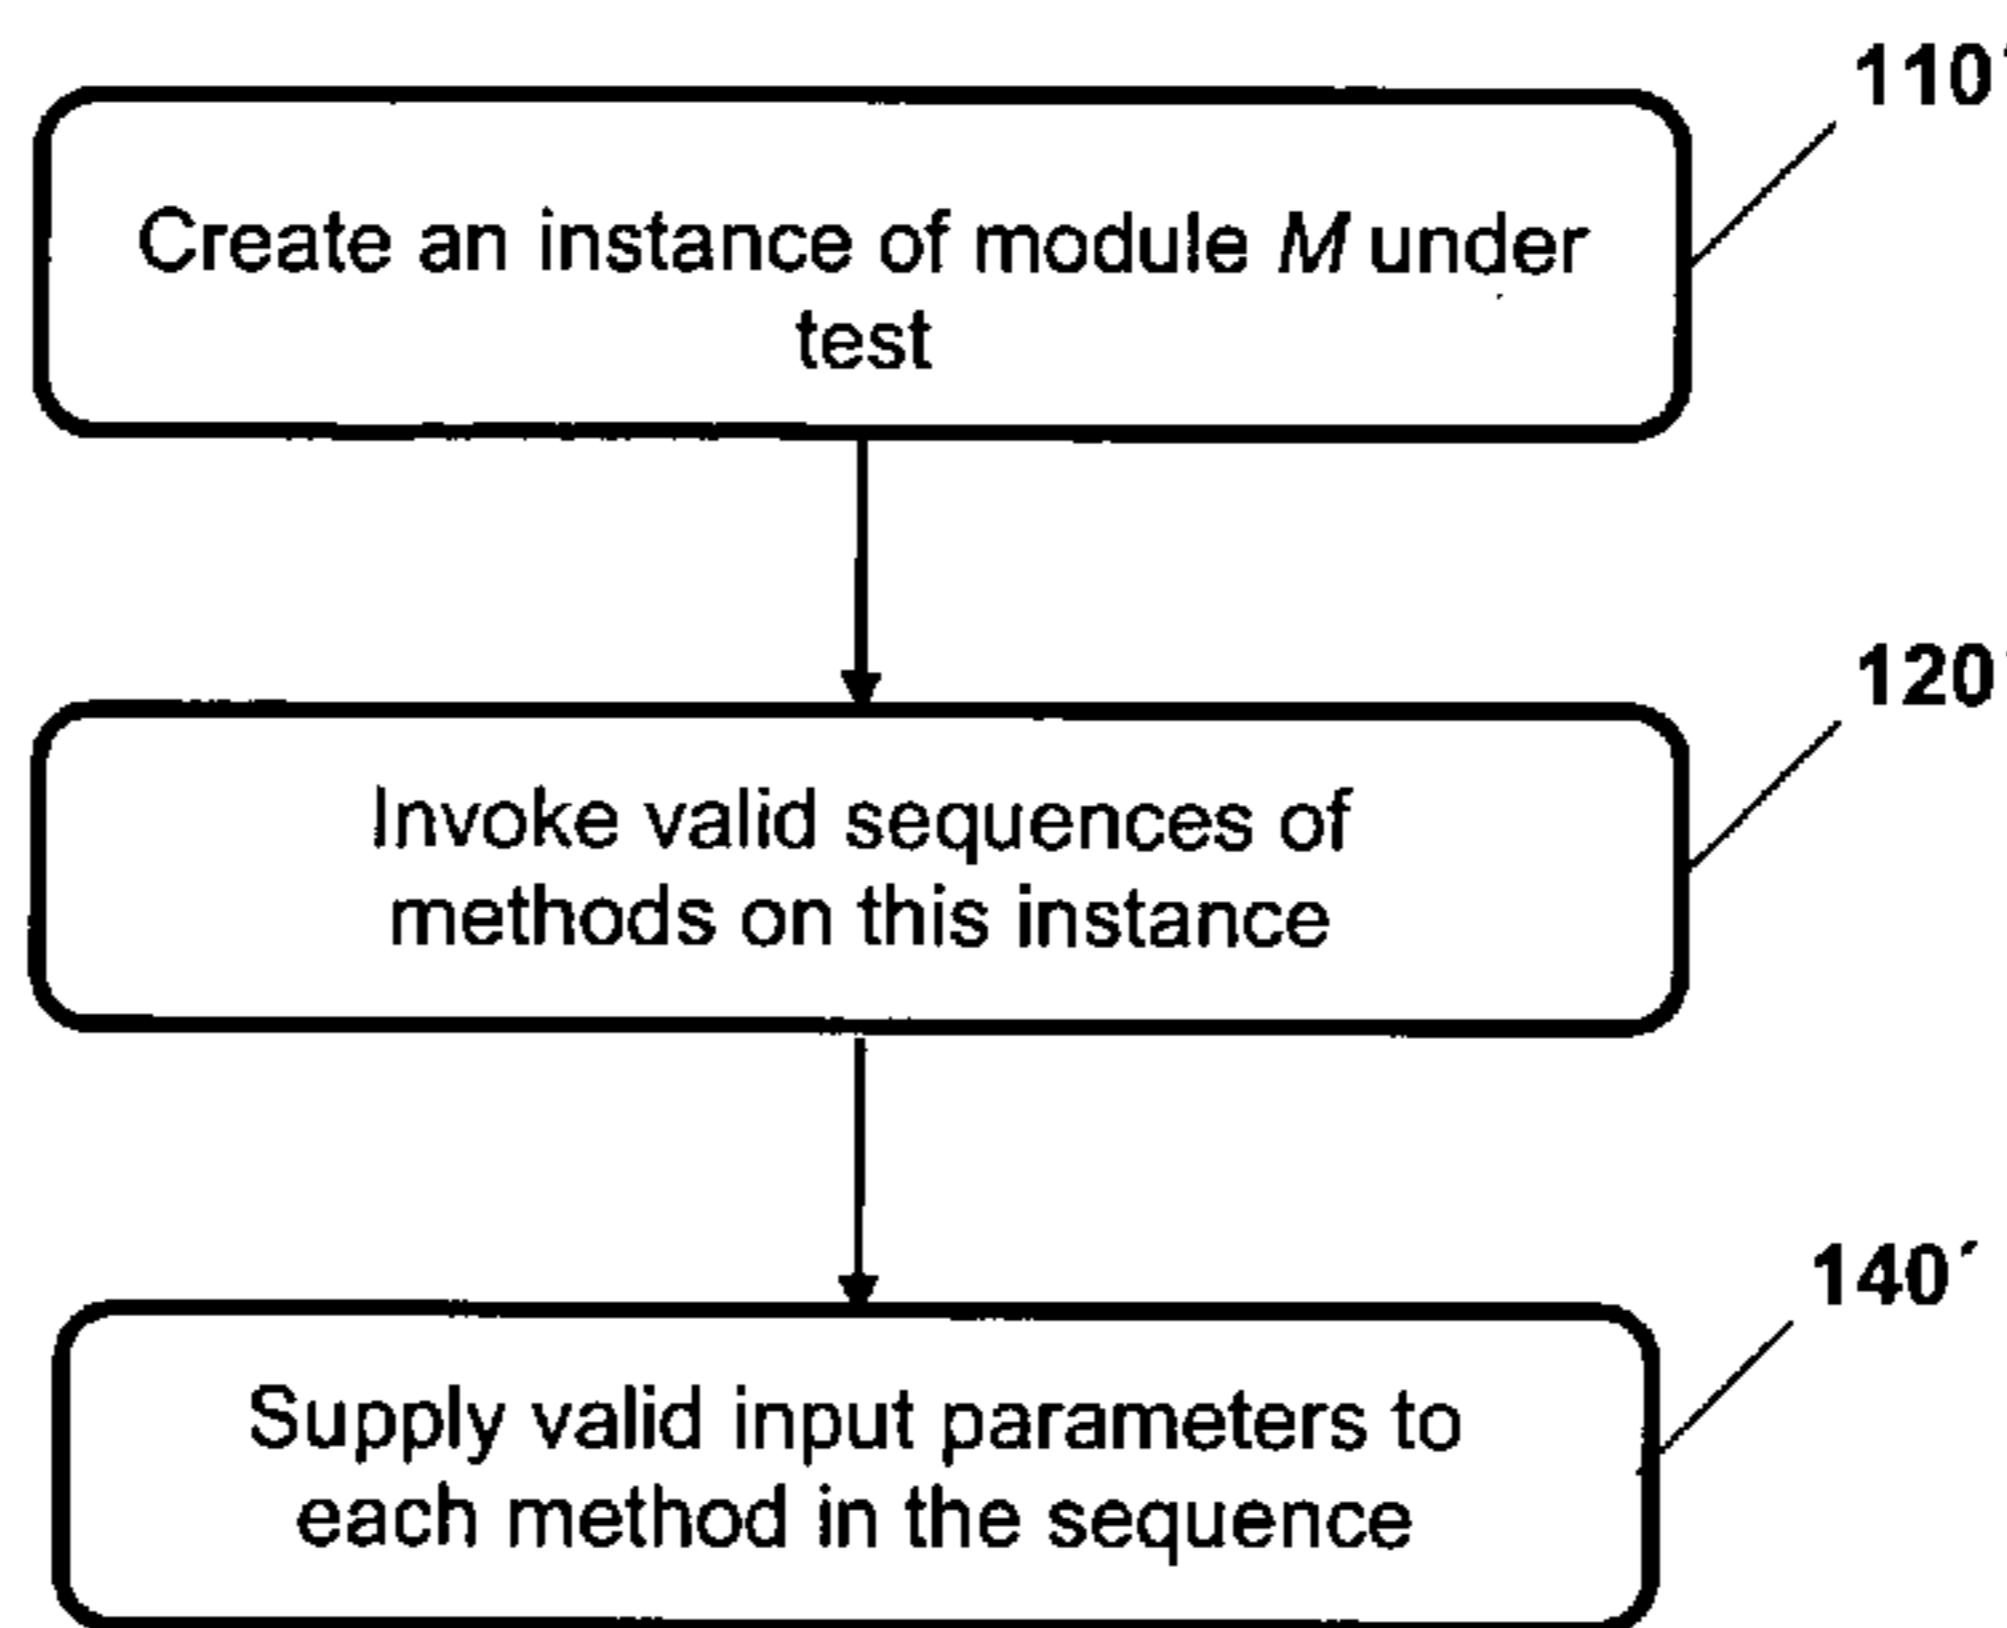 110´
Create an instance of module M under
test
120´
Invoke valid sequences of
methods on this instance
140´
Supply valid input parameters to
each method in the sequence